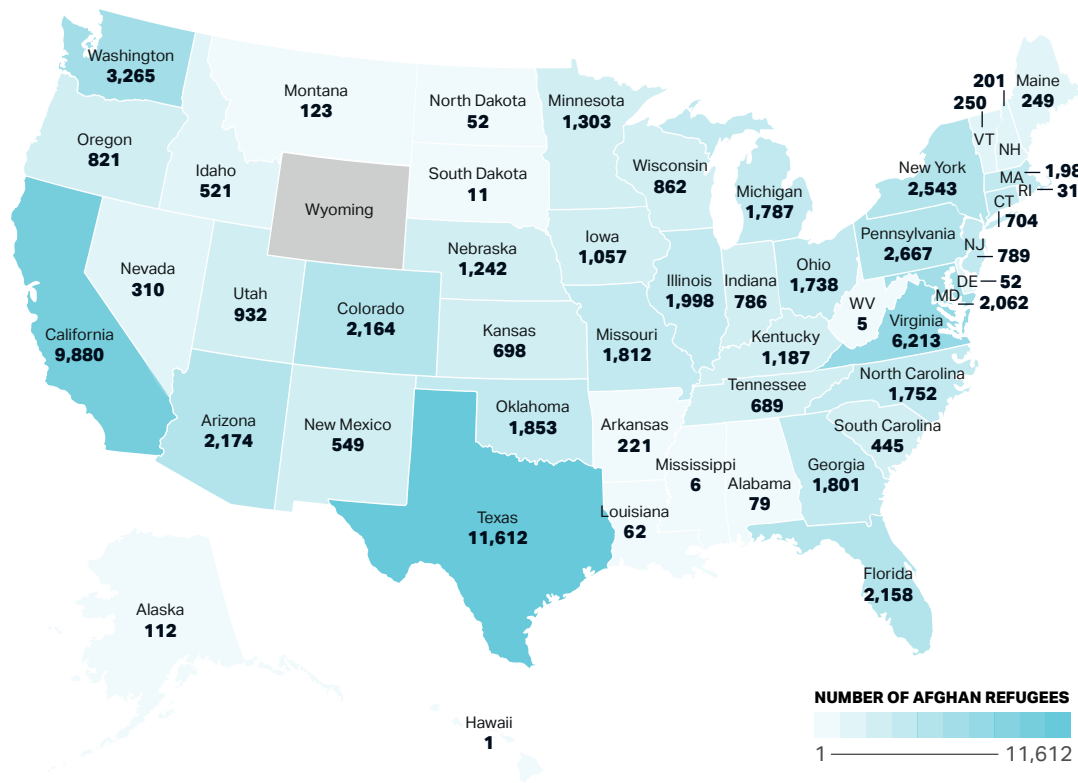 Washington
3,265
Montana
123
North Dakota
52
Minnesota
1,303
201
250
Maine
249
VT
NH
Oregon
821
Idaho
521
South Dakota
11
Wisconsin
862
Michigan
1,787
New York
2,543
MA
RI
CT
704
Wyoming
Nebraska
1,242
Iowa
1,057
Pennsylvania
2,667
NJ
789
Nevada
310
Utah
932
Colorado
2,164
Illinois
1,998
Indiana
786
Ohio
1,738
DE
52
MD
2,062
WV
5
Virginia
6,213
California
9,880
Kansas
698
Missouri
1,812
Kentucky
1,187
North Carolina
1,752
Tennessee
689
Arizona
2,174
New Mexico
549
Oklahoma
1,853
Arkansas
221
South Carolina
445
Mississippi
6
Alabama
79
Georgia
1,801
Texas
11,612
Louisiana
62
Florida
2,158
Alaska
112
Hawaii
1
NUMBER OF AFGHAN REFUGEES
1
11,612